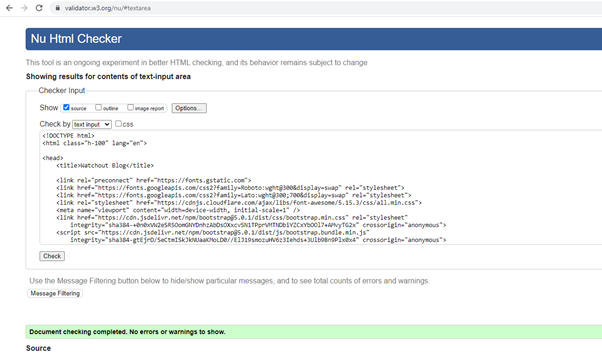 validator.w3.org/nu/#textarea
Nu Html Checker
This tool is an ongoing experiment in better HTML checking, and its behavior remains subject to change
Showing results for contents of text-input area
Checker Input
Show source outline image report Options...
Check by text input css
<!DOCTYPE html>
<html class="h-100" lang="en">
<head>
<title>Watchout Blog</title>
<link rel="preconnect" href="https://fonts.gstatic.com">
<link href="https://fonts.googleapis.com/css2?family=Roboto:wght@300&display=swap" rel="stylesheet">
<link href="https://fonts.googleapis.com/css2?family=Lato:wght@300;700&display=swap" rel="stylesheet">
<link href="https://cdnjs.cloudflare.com/ajax/libs/font-awesome/5.15.3/css/all.min.css">
<meta name="viewport" content="width=device-width, initial-scale=1" />
<link href="https://cdn.jsdelivr.net/npm/bootstrap@5.0.1/dist/css/bootstrap.min.css" rel="stylesheet"
crossorigin="anonymous">
<script src="https://cdn.jsdelivr.net/npm/bootstrap@5.0.1/dist/js/bootstrap.bundle.min.js"
crossorigin="anonymous">
Check
Use the Message Filtering button below to hide/show particular messages, and to see total counts of errors and warnings.
Message Filtering
Document checking completed. No errors or warnings to show.
Source